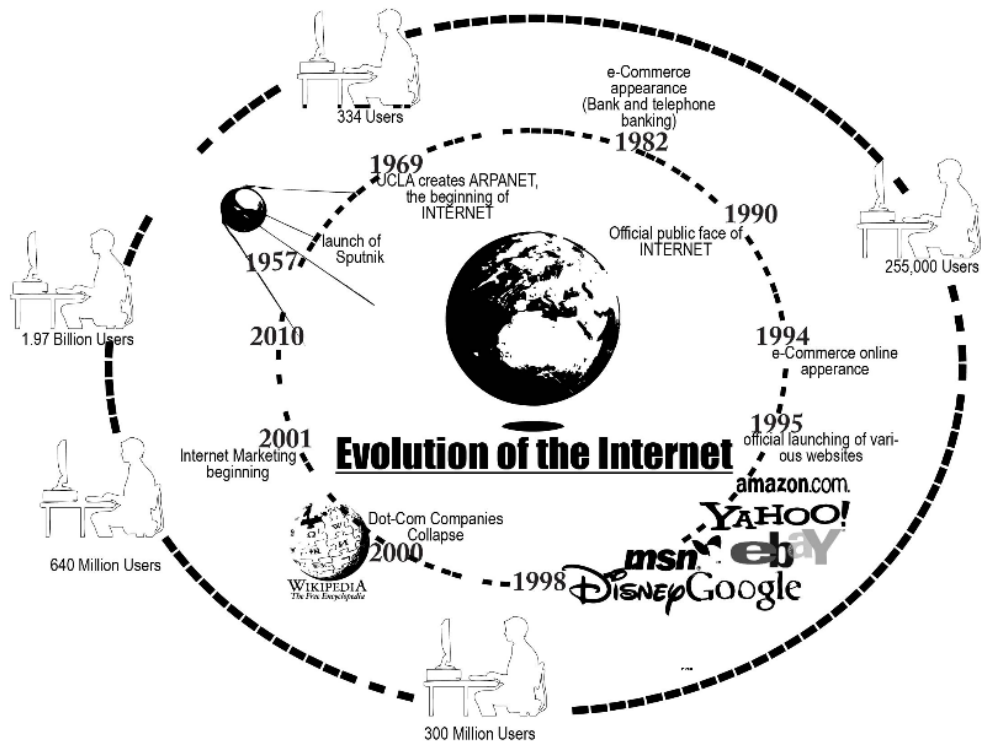 334 Users
e-Commerce
appearance
(Bank and telephone
banking)
1982
1969
UCLA creates ARPANET,
the beginning of
INTERNET
1990
Official public face of
INTERNET
255,000 Users
launch of
Sputnik
1957
1.97 Billion Users
2010
1994
e-Commerce online
apperance
1995
official launching of vari-
ous websites
2001
Internet Marketing
beginning
Evolution of the Internet
amazon.com.
YAHOO!
ebaY
msn
Disney Google
1998
Dot-Com Companies
Collapse
2000
WIKIPEDIA
The Free Encyclopedia
640 Million Users
300 Million Users